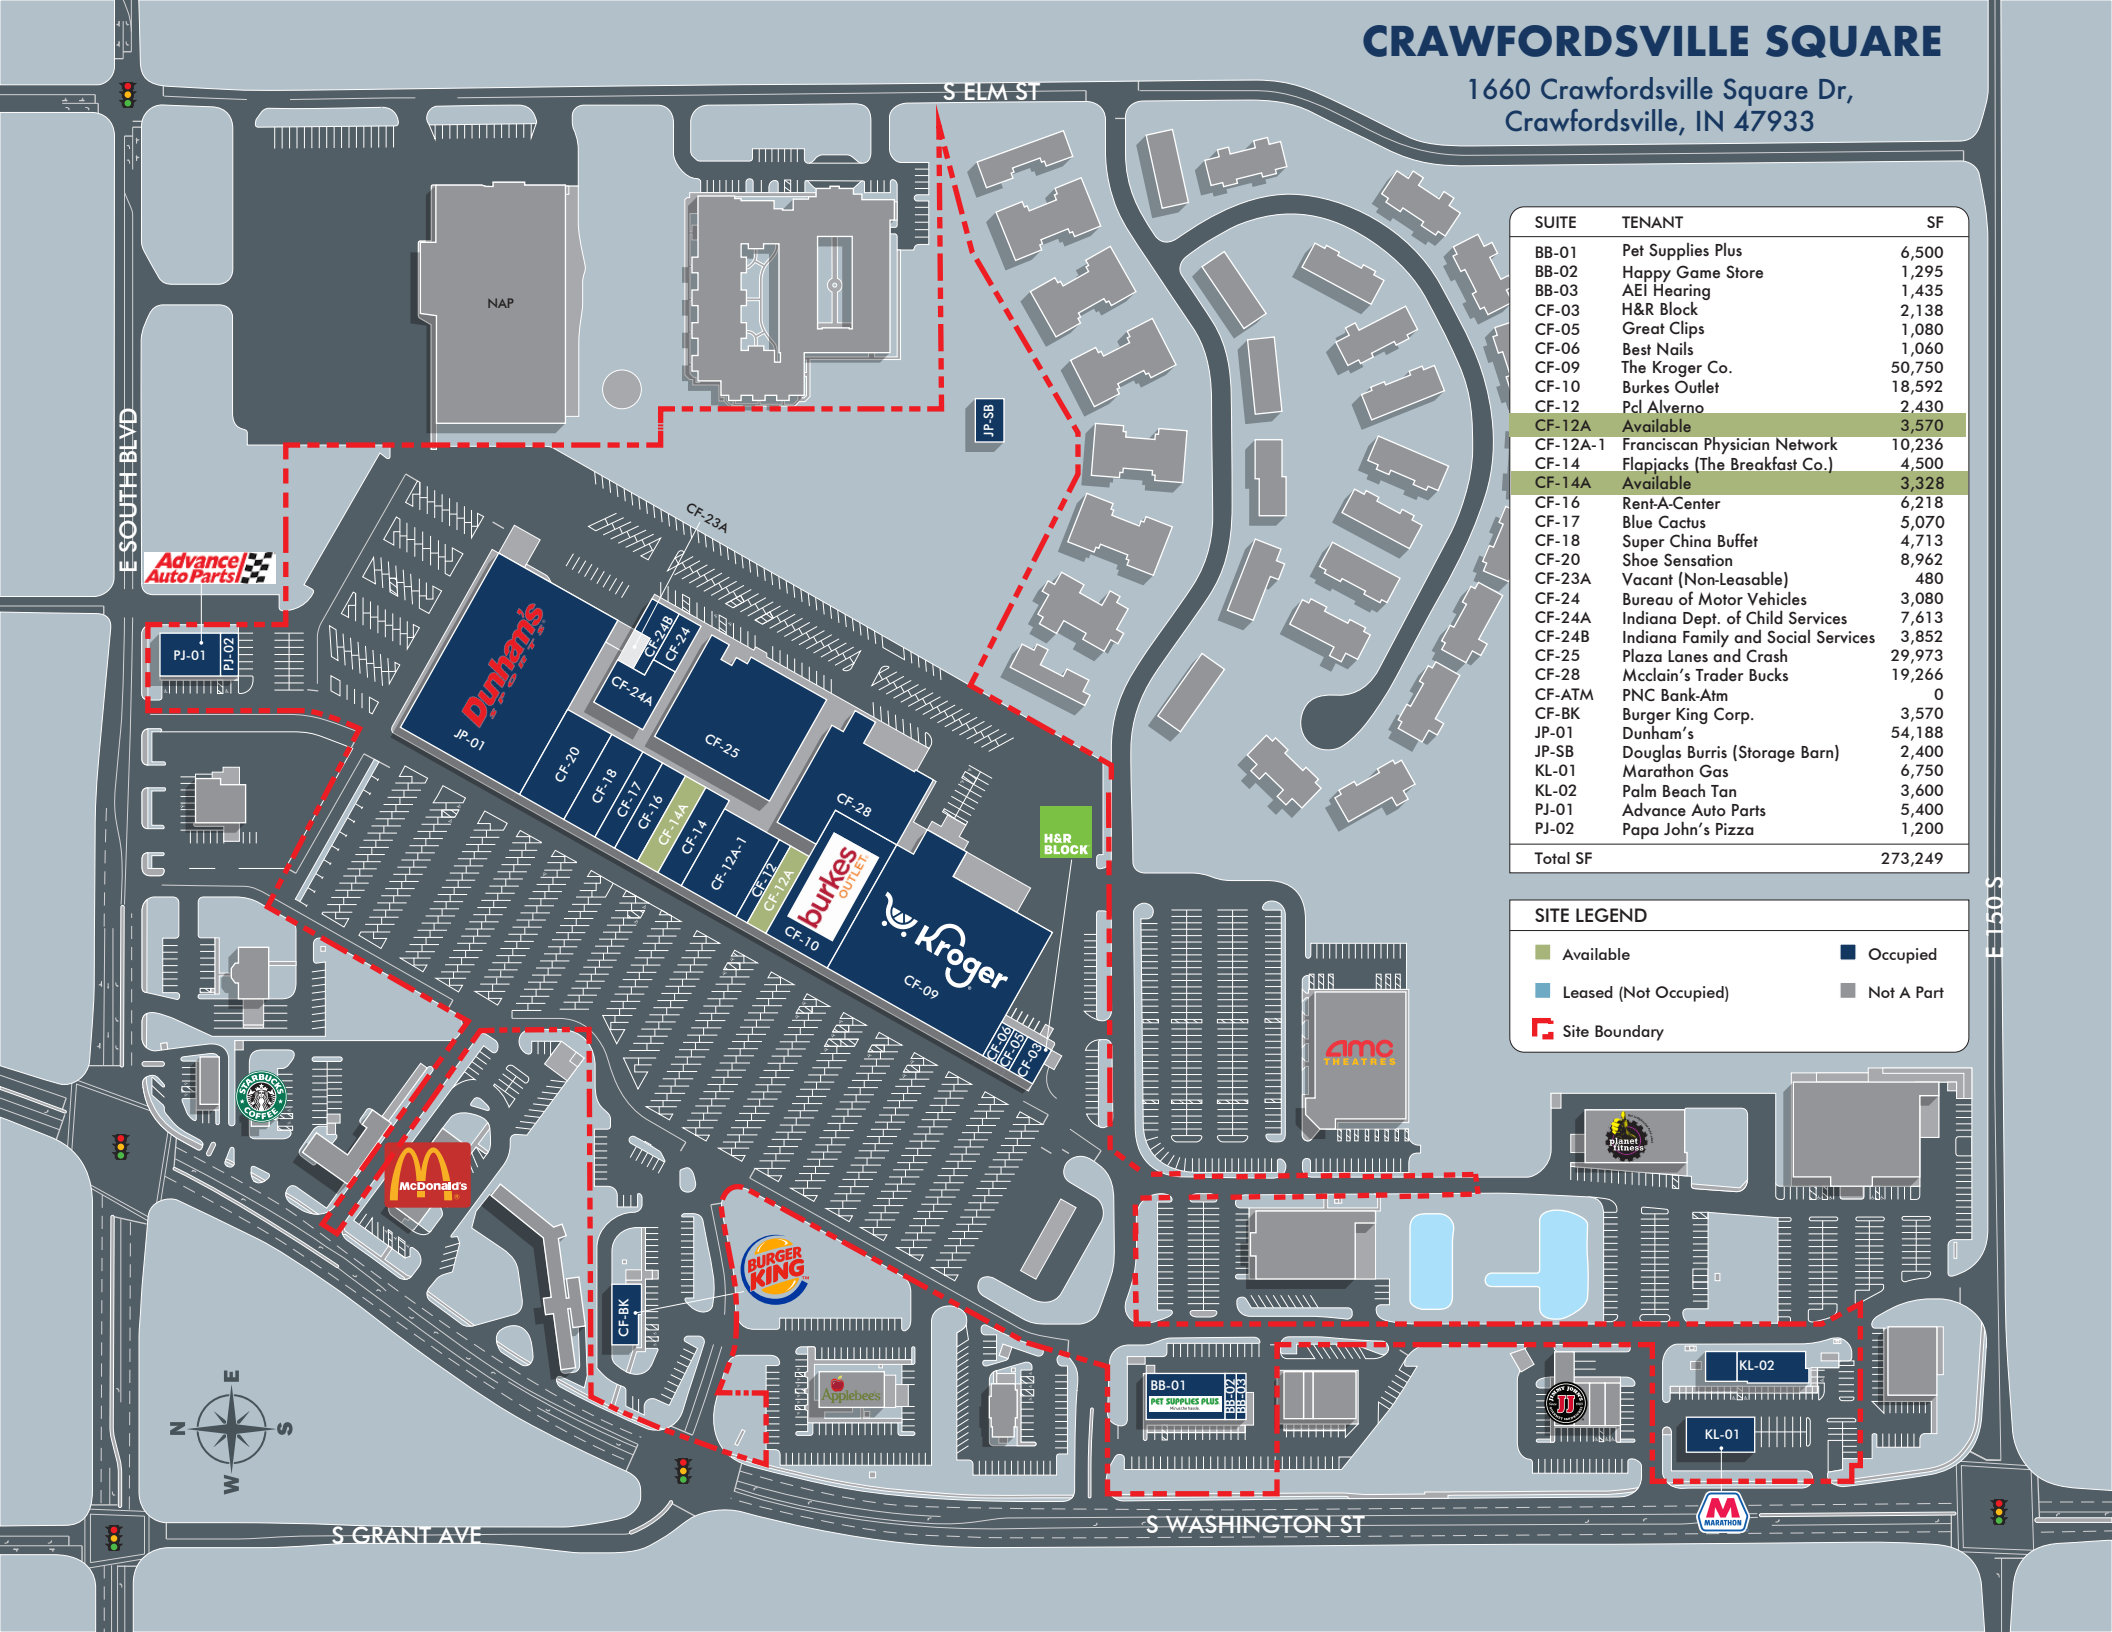 CRAWFORDSVILLE SQUARE
1660 Crawfordsville Square Dr,
Crawfordsville, IN 47933
S ELM ST
E SOUTH BLVD
E 150 S
S GRANT AVE
S WASHINGTON ST
SUITE TENANT SF
BB-01 Pet Supplies Plus 6,500
BB-02 Happy Game Store 1,295
BB-03 AEI Hearing 1,435
CF-03 H&R Block 2,138
CF-05 Great Clips 1,080
CF-06 Best Nails 1,060
CF-09 The Kroger Co. 50,750
CF-10 Burkes Outlet 18,592
CF-12 Pcl Alverno 2,430
CF-12A Available 3,570
CF-12A-1 Franciscan Physician Network 10,236
CF-14 Flapjacks (The Breakfast Co.) 4,500
CF-14A Available 3,328
CF-16 Rent-A-Center 6,218
CF-17 Blue Cactus 5,070
CF-18 Super China Buffet 4,713
CF-20 Shoe Sensation 8,962
CF-23A Vacant (Non-Leasable) 480
CF-24 Bureau of Motor Vehicles 3,080
CF-24A Indiana Dept. of Child Services 7,613
CF-24B Indiana Family and Social Services 3,852
CF-25 Plaza Lanes and Crash 29,973
CF-28 Mcclain's Trader Bucks 19,266
CF-ATM PNC Bank-Atm 0
CF-BK Burger King Corp. 3,570
JP-01 Dunham's 54,188
JP-SB Douglas Burris (Storage Barn) 2,400
KL-01 Marathon Gas 6,750
KL-02 Palm Beach Tan 3,600
PJ-01 Advance Auto Parts 5,400
PJ-02 Papa John's Pizza 1,200
Total SF 273,249
SITE LEGEND
Available
Occupied
Leased (Not Occupied)
Not A Part
Site Boundary
NAP
JP-SB
CF-23A
Advance
Auto Parts
PJ-01
PJ-02
Dunham's
JP-01
CF-24B
CF-24
CF-24A
CF-25
CF-20
CF-18
CF-17
CF-16
CF-14A
CF-14
CF-12A-1
CF-12
CF-12A
CF-28
burkes
OUTLET
CF-10
Kroger
CF-09
H&R
BLOCK
CF-06
CF-05
CF-03
AMC
THEATRES
STARBUCKS
COFFEE
McDonald's
BURGER
KING
CF-BK
Applebees
planet
fitness
BB-01
PET SUPPLIES PLUS
BB-02
BB-03
JIMMY JOHN'S
JJ
KL-02
KL-01
M
MARATHON
E
N
S
W